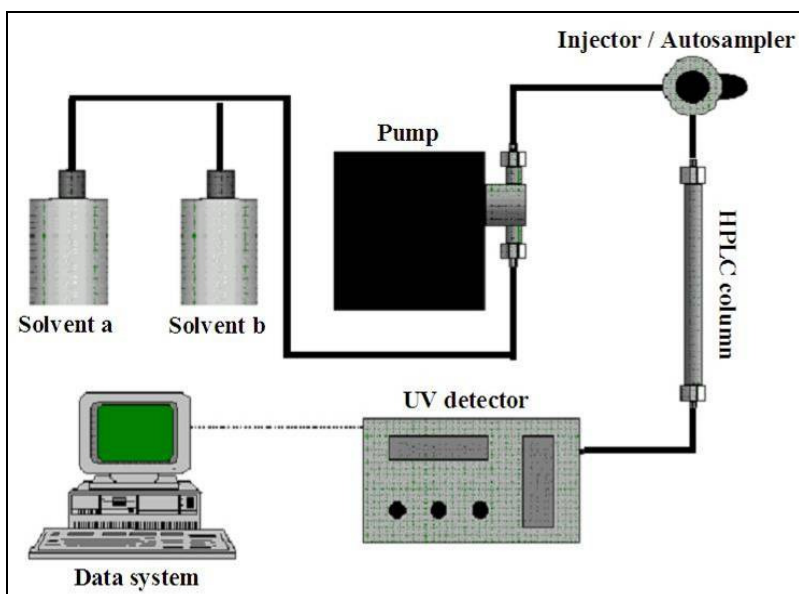 Injector / Autosampler
Pump
Solvent a
Solvent b
HPLC column
UV detector
Data system